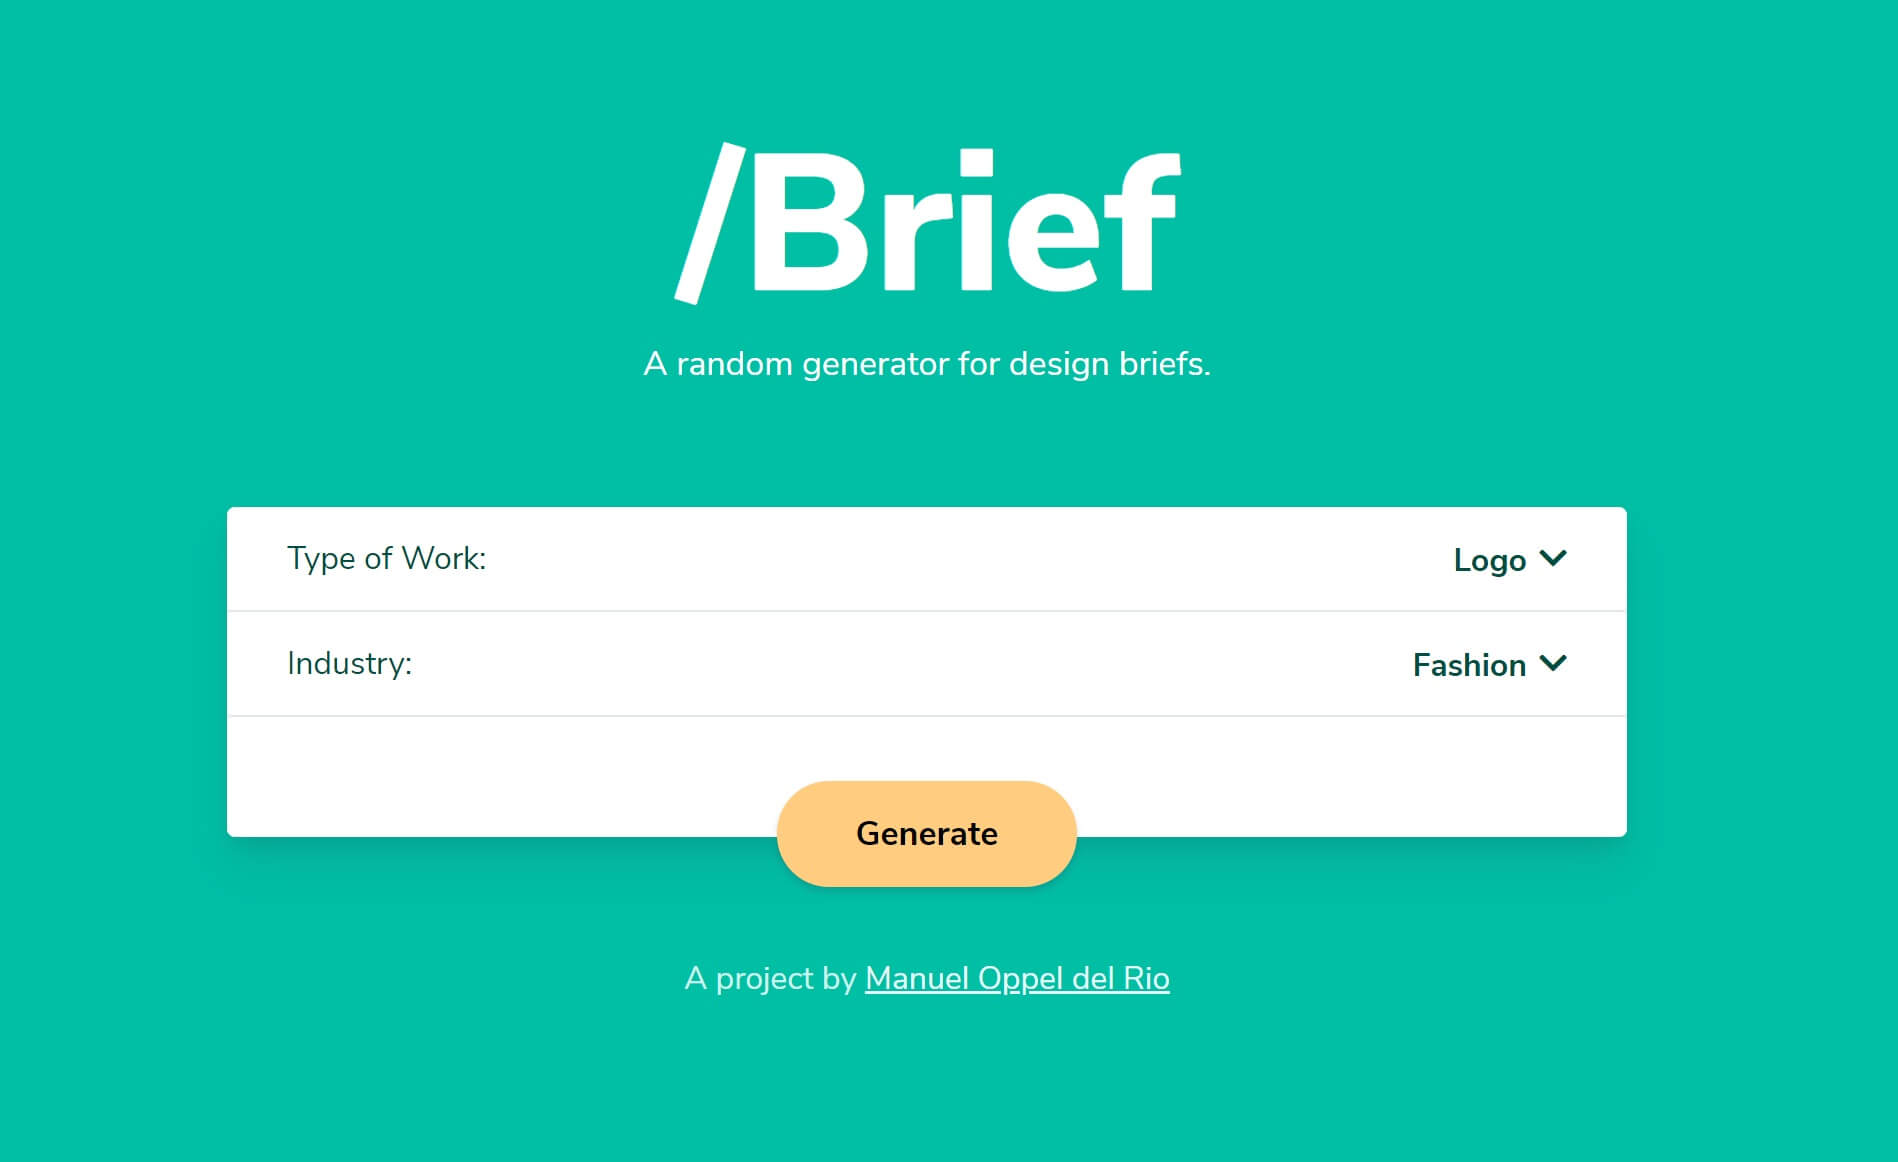 /Brief
A random generator for design briefs.
Type of Work: Logo
Industry: Fashion
Generate
A project by Manuel Oppel del Rio